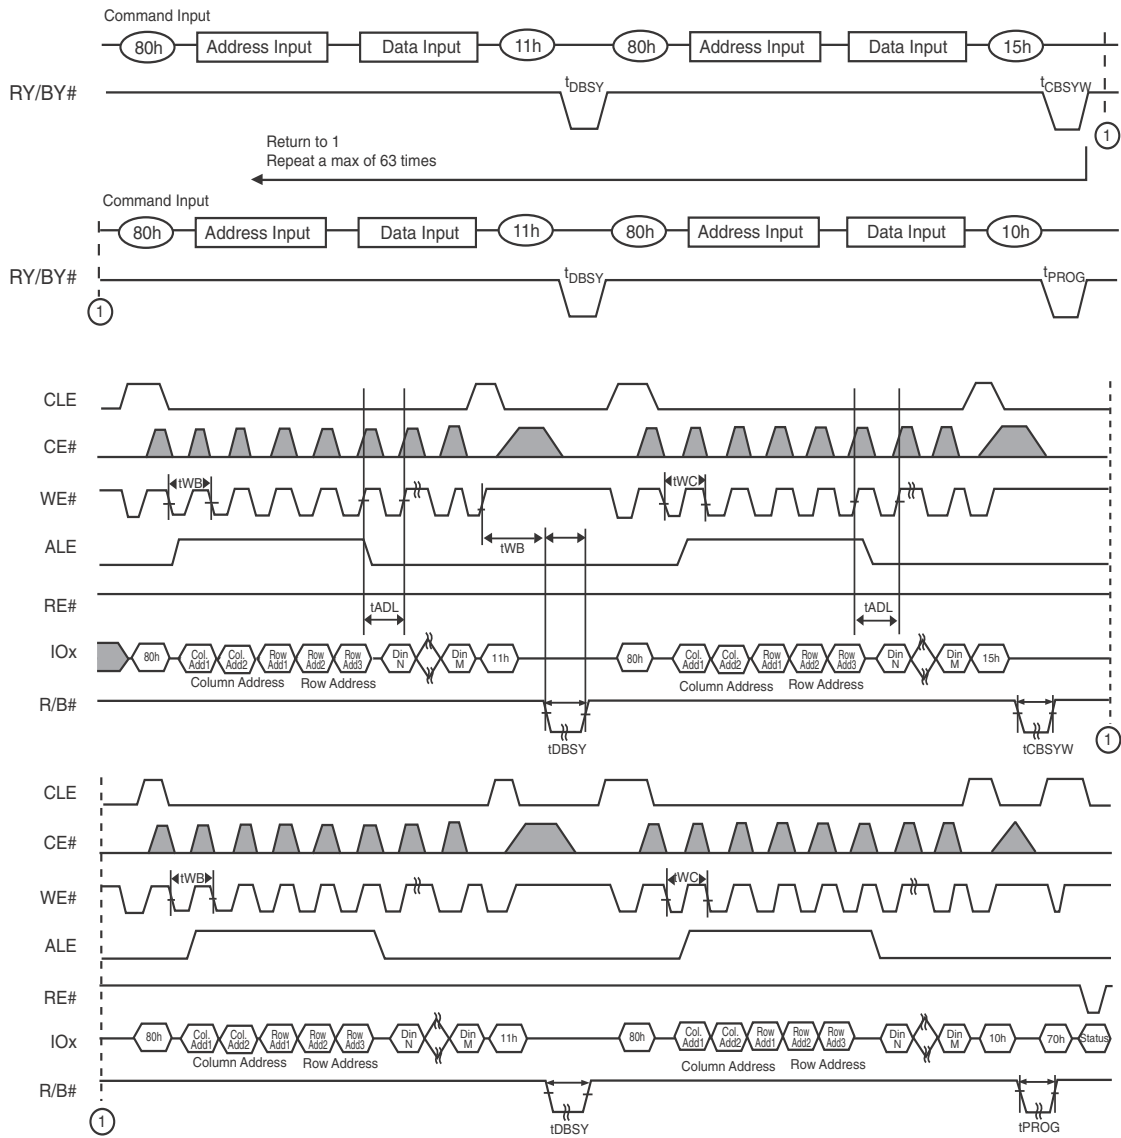 Command Input
80h Address Input Data Input 11h 80h Address Input Data Input 15h
RY/BY# tDBSY tCBSYW
1
Return to 1
Repeat a max of 63 times
Command Input
80h Address Input Data Input 11h 80h Address Input Data Input 10h
RY/BY# tDBSY tPROG
1
CLE
CE#
WE# tWB tWC
ALE tWB
RE#
tADL tADL
IOx 80h Col. Add1 Col. Add2 Row Add1 Row Add2 Row Add3 Din N Din M 11h 80h Col. Add1 Col. Add2 Row Add1 Row Add2 Row Add3 Din N Din M 15h
Column Address Row Address Column Address Row Address
R/B#
tDBSY tCBSYW 1
CLE
CE#
WE# tWB tWC
ALE
RE#
IOx 80h Col. Add1 Col. Add2 Row Add1 Row Add2 Row Add3 Din N Din M 11h 80h Col. Add1 Col. Add2 Row Add1 Row Add2 Row Add3 Din N Din M 10h 70h Status
Column Address Row Address Column Address Row Address
R/B#
1 tDBSY tPROG